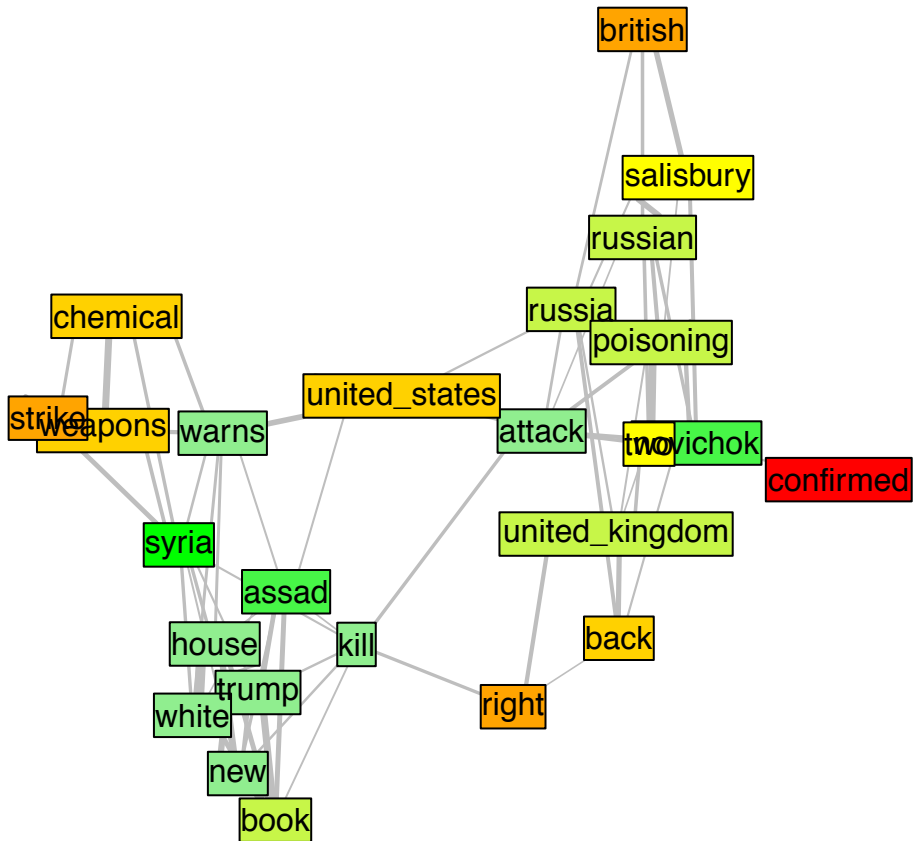 british
salisbury
russian
russia
chemical
poisoning
united_states
strike
weapons
warns
attack
two
novichok
confirmed
syria
united_kingdom
assad
house
kill
back
trump
white
right
new
book